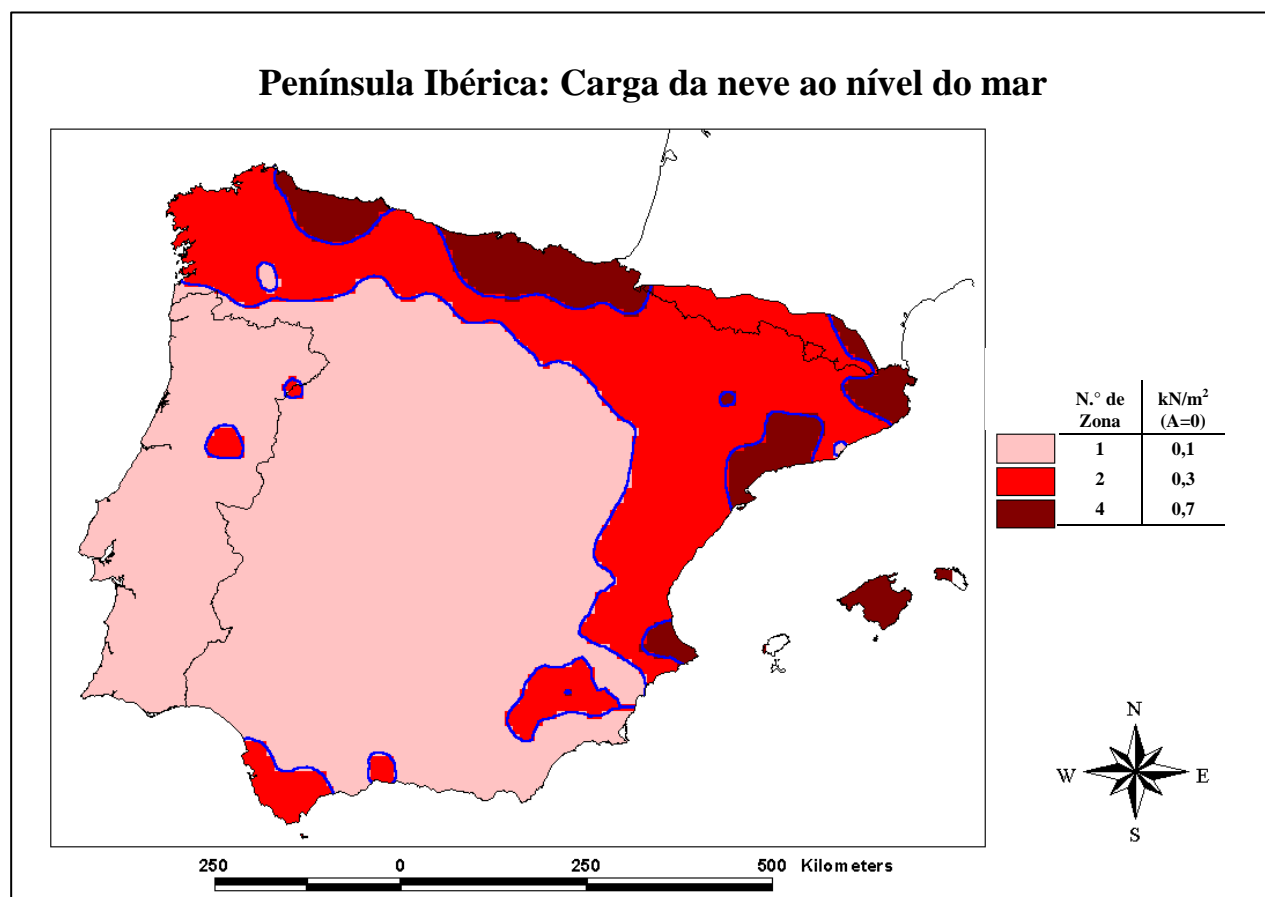 Península Ibérica: Carga da neve ao nível do mar
N.° de Zona kN/m² (A=0)
1 0,1
2 0,3
4 0,7
N
W E
S
250 0 250 500 Kilometers